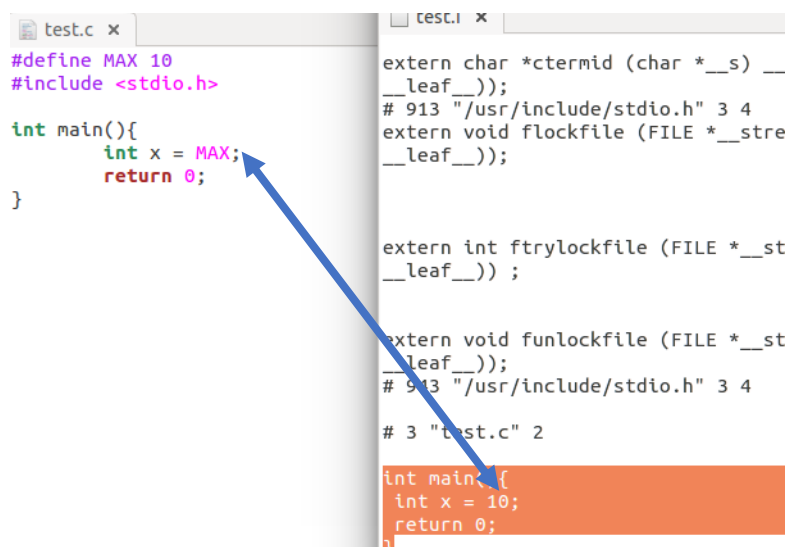 test.c ×
#define MAX 10
#include <stdio.h>
int main(){
int x = MAX;
return 0;
}
test.i ×
extern char *ctermid (char *__s) __
__leaf__));
# 913 "/usr/include/stdio.h" 3 4
extern void flockfile (FILE *__stre
__leaf__));
extern int ftrylockfile (FILE *__st
__leaf__)) ;
extern void funlockfile (FILE *__st
__leaf__));
# 943 "/usr/include/stdio.h" 3 4
# 3 "test.c" 2
int main(){
int x = 10;
return 0;
}